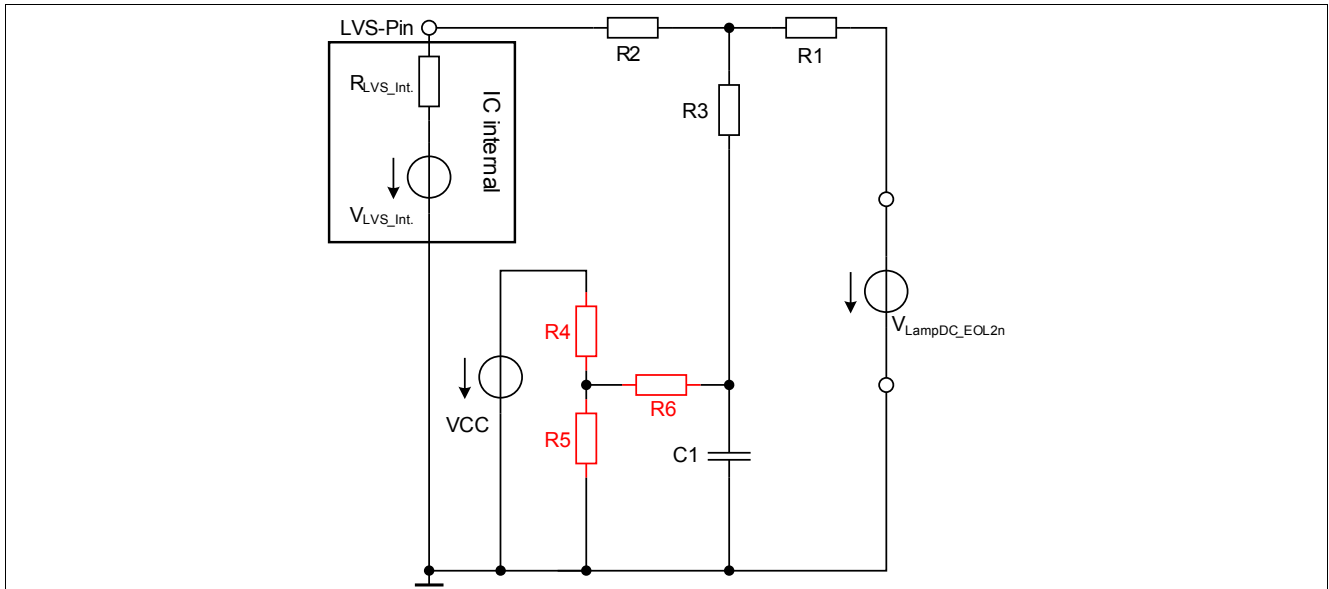 LVS-Pin
R2
R1
RLVS_Int.
IC internal
R3
VLVS_Int.
R4
VLampDC_EOL2n
R6
VCC
R5
C1